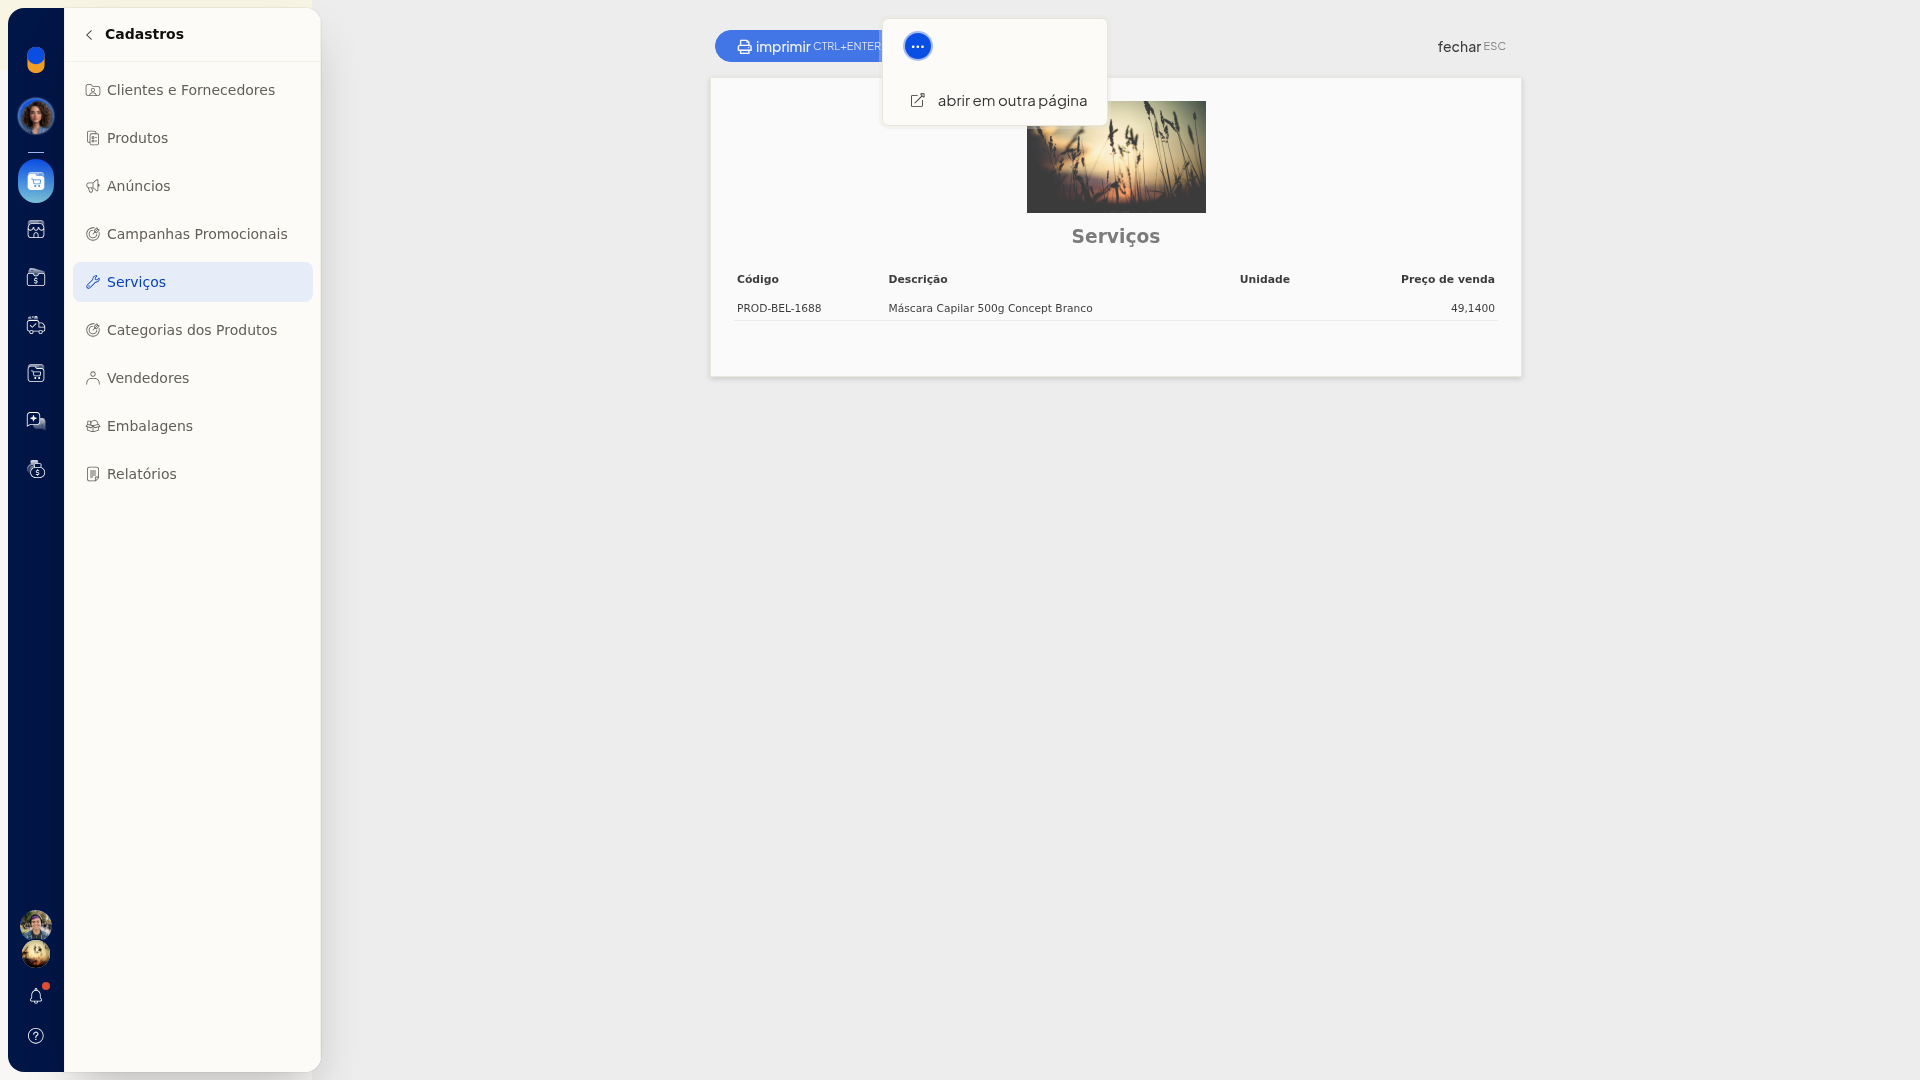 Cadastros
Clientes e Fornecedores
Produtos
Anúncios
Campanhas Promocionais
Serviços
Categorias dos Produtos
Vendedores
Embalagens
Relatórios
imprimir CTRL+ENTER
abrir em outra página
fechar ESC
Serviços
Código Descrição Unidade Preço de venda
PROD-BEL-1688 Máscara Capilar 500g Concept Branco 49,1400